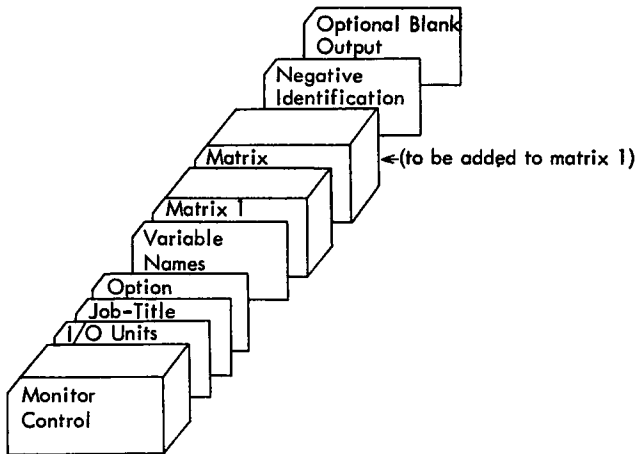 Optional Blank
Output
Negative
Identification
Matrix
←(to be added to matrix 1)
Matrix 1
Variable
Names
Option
Job-Title
I/O Units
Monitor
Control